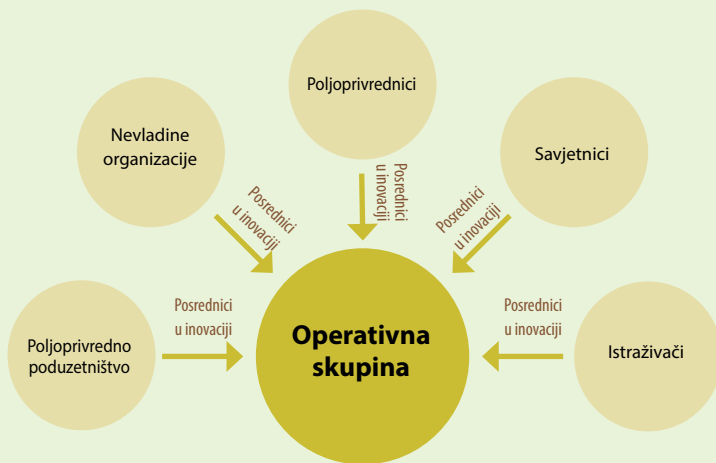 Poljoprivrednici
Nevladine
organizacije
Savjetnici
Posrednici
u inovaciji
Posrednici
u inovaciji
Posrednici
u inovaciji
Poljoprivredno
poduzetništvo
Posrednici
u inovaciji
Operativna
skupina
Posrednici
u inovaciji
Istraživači